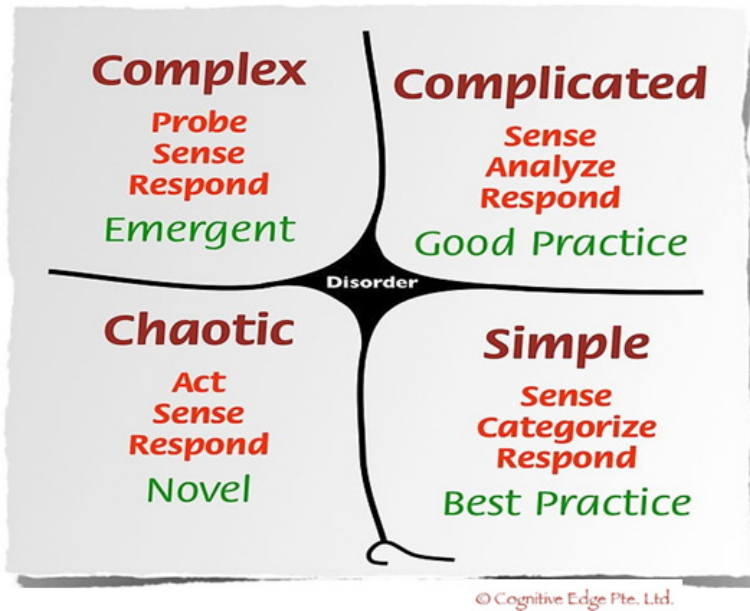 Complex
Probe
Sense
Respond
Emergent
Complicated
Sense
Analyze
Respond
Good Practice
Disorder
Chaotic
Act
Sense
Respond
Novel
Simple
Sense
Categorize
Respond
Best Practice
© Cognitive Edge Pte. Ltd.